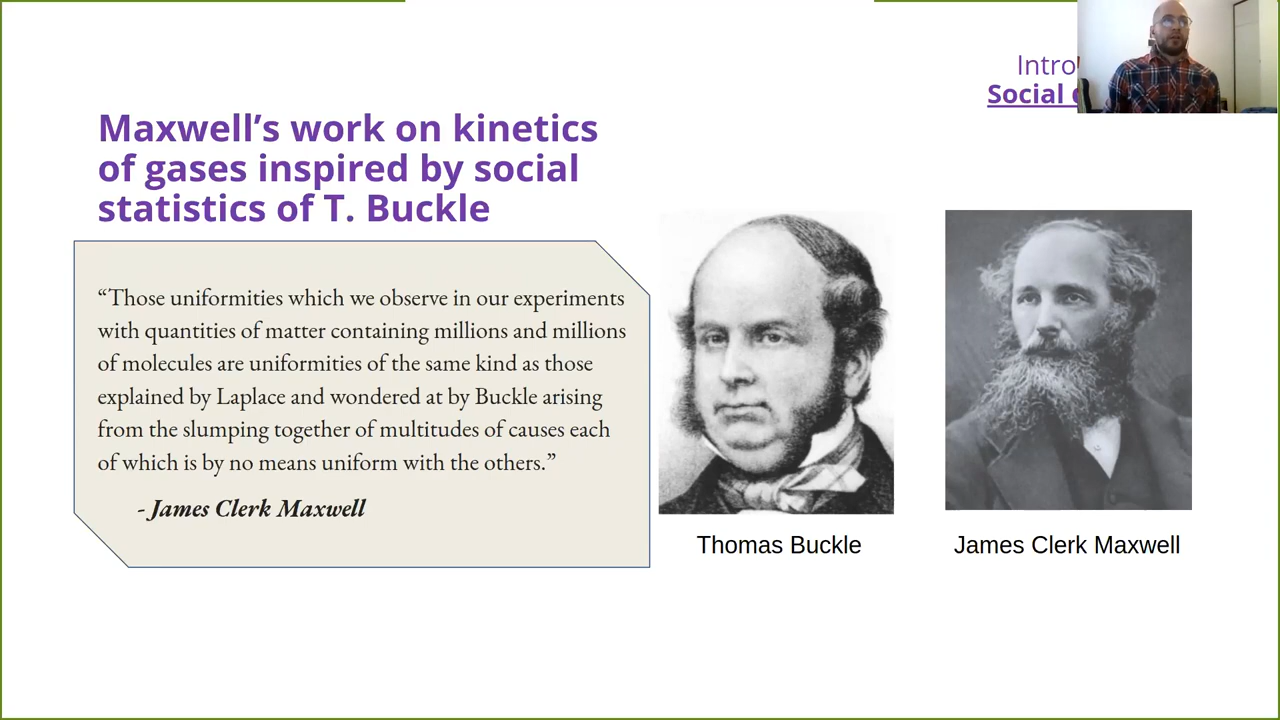 Intro
Social
Maxwell’s work on kinetics
of gases inspired by social
statistics of T. Buckle
“Those uniformities which we observe in our experiments
with quantities of matter containing millions and millions
of molecules are uniformities of the same kind as those
explained by Laplace and wondered at by Buckle arising
from the slumping together of multitudes of causes each
of which is by no means uniform with the others.”
- James Clerk Maxwell
Thomas Buckle
James Clerk Maxwell